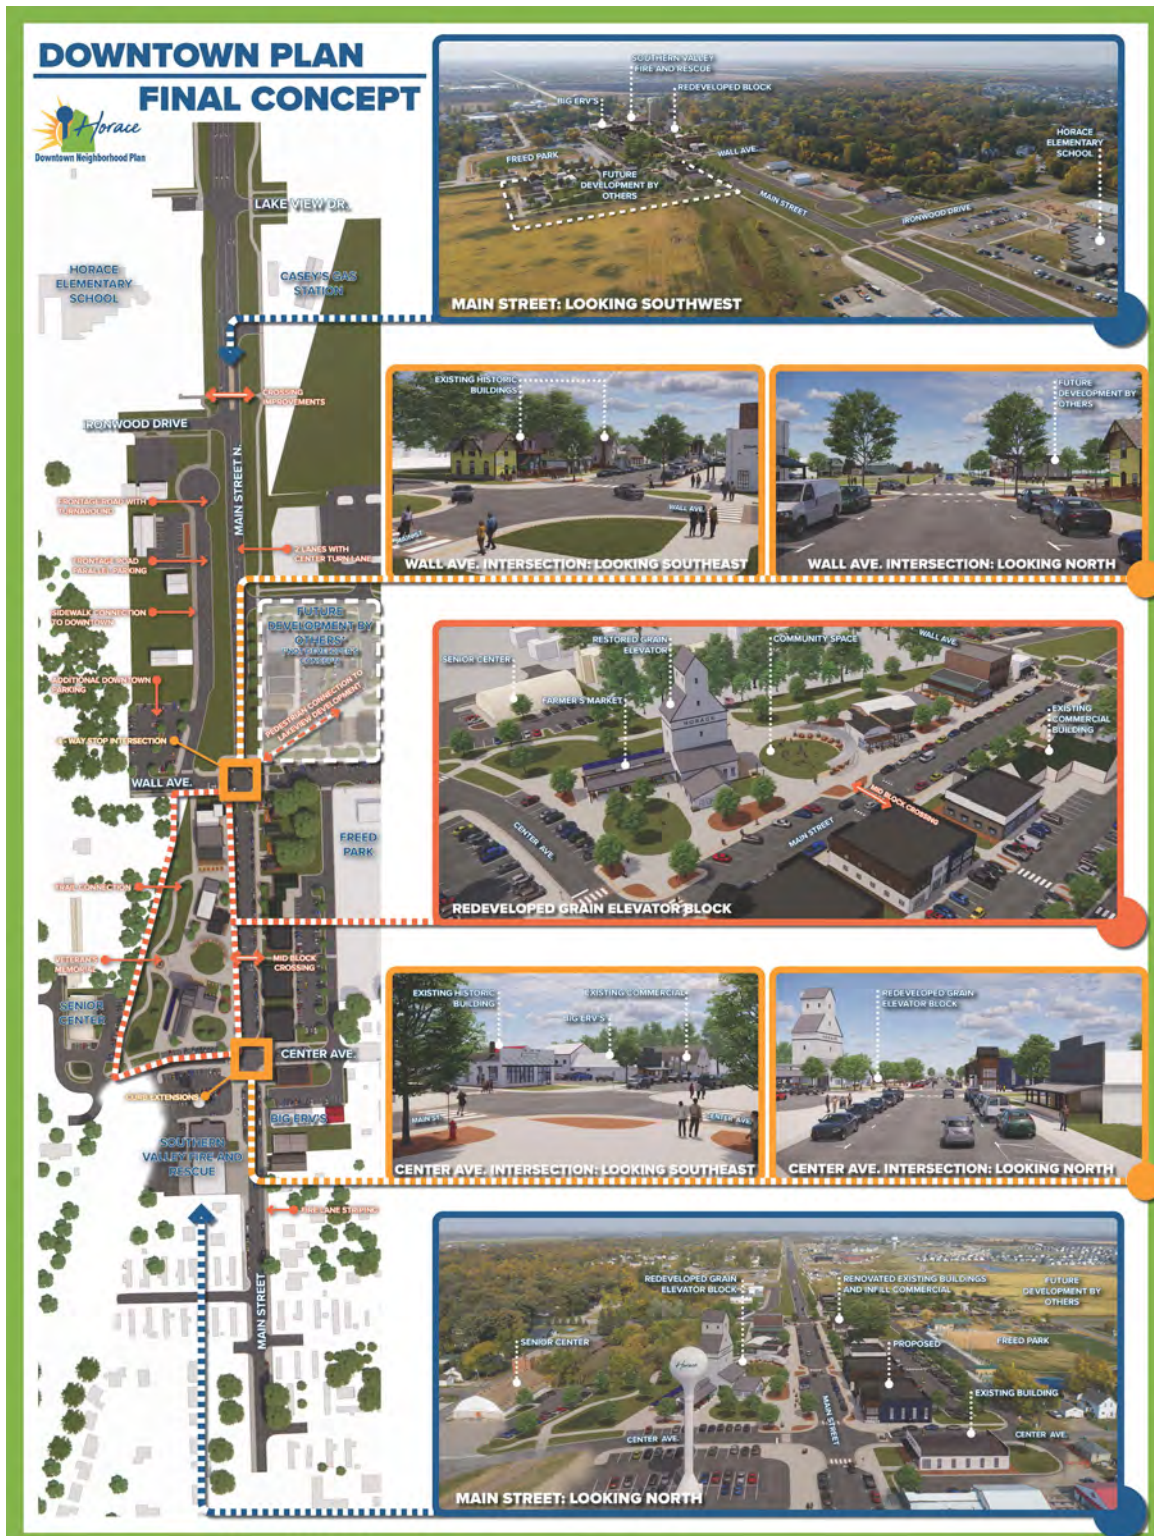 DOWNTOWN PLAN
FINAL CONCEPT
Horace
Downtown Neighborhood Plan
LAKE VIEW DR.
HORACE
ELEMENTARY
SCHOOL
CASEY'S GAS
STATION
CROSSING
IMPROVEMENTS
IRONWOOD DRIVE
MAIN STREET N.
FRONTAGE ROAD WITH
TURNAROUND
2 LANES WITH
CENTER TURN LANE
FRONTAGE ROAD
PARALLEL PARKING
SIDEWALK CONNECTION
TO DOWNTOWN
FUTURE
DEVELOPMENT BY
OTHERS
ADDITIONAL DOWNTOWN
PARKING
PEDESTRIAN CONNECTION TO
LAKEVIEW DEVELOPMENT
4-WAY STOP INTERSECTION
WALL AVE.
FREED
PARK
TRAIL CONNECTION
VETERAN'S
MEMORIAL
MID BLOCK
CROSSING
SENIOR
CENTER
CENTER AVE.
CURB EXTENSIONS
BIG ERV'S
SOUTHERN
VALLEY FIRE AND
RESCUE
FIRE LANE STRIPING
MAIN STREET
SOUTHERN VALLEY
FIRE AND RESCUE
BIG ERV'S
REDEVELOPED BLOCK
HORACE
ELEMENTARY
SCHOOL
FREED PARK
WALL AVE.
FUTURE
DEVELOPMENT BY
OTHERS
MAIN STREET
IRONWOOD DRIVE
MAIN STREET: LOOKING SOUTHWEST
EXISTING HISTORIC
BUILDINGS
WALL AVE.
MAIN ST.
WALL AVE. INTERSECTION: LOOKING SOUTHEAST
FUTURE
DEVELOPMENT BY
OTHERS
WALL AVE. INTERSECTION: LOOKING NORTH
WALL AVE.
RESTORED GRAIN
ELEVATOR
COMMUNITY SPACE
SENIOR CENTER
FARMER'S MARKET
HORACE
EXISTING
COMMERCIAL
BUILDING
MID BLOCK CROSSING
MAIN STREET
CENTER AVE.
REDEVELOPED GRAIN ELEVATOR BLOCK
EXISTING HISTORIC
BUILDING
EXISTING COMMERCIAL
BIG ERV'S
MAIN ST.
CENTER AVE.
CENTER AVE. INTERSECTION: LOOKING SOUTHEAST
REDEVELOPED GRAIN
ELEVATOR BLOCK
CENTER AVE. INTERSECTION: LOOKING NORTH
REDEVELOPED GRAIN
ELEVATOR BLOCK
RENOVATED EXISTING BUILDINGS
AND INFILL COMMERCIAL
FUTURE
DEVELOPMENT BY
OTHERS
SENIOR CENTER
PROPOSED
FREED PARK
Horace
EXISTING BUILDING
MAIN STREET
CENTER AVE.
CENTER AVE.
MAIN STREET: LOOKING NORTH